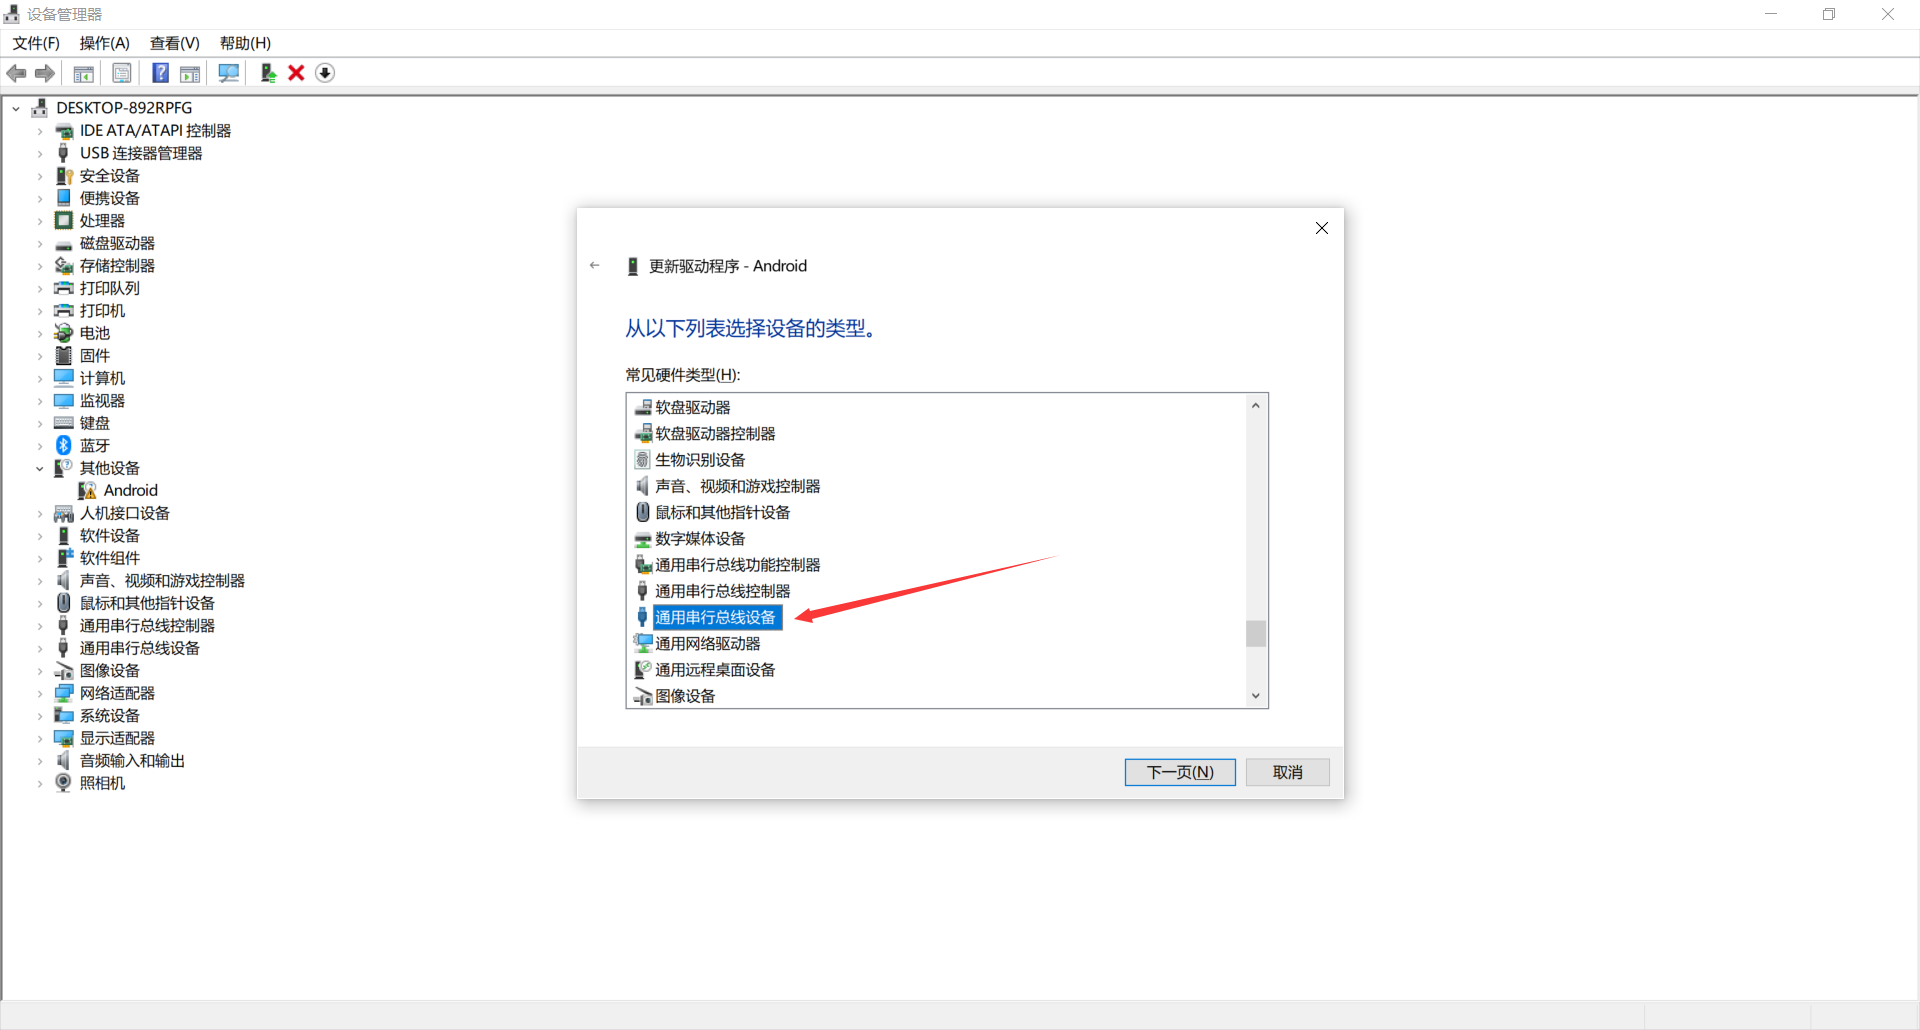 设备管理器
文件(F) 操作(A) 查看(V) 帮助(H)
DESKTOP-892RPFG
IDE ATA/ATAPI 控制器
USB 连接器管理器
安全设备
便携设备
处理器
磁盘驱动器
存储控制器
打印队列
打印机
电池
固件
计算机
监视器
键盘
蓝牙
其他设备
Android
人机接口设备
软件设备
软件组件
声音、视频和游戏控制器
鼠标和其他指针设备
通用串行总线控制器
通用串行总线设备
图像设备
网络适配器
系统设备
显示适配器
音频输入和输出
照相机
更新驱动程序 - Android
从以下列表选择设备的类型。
常见硬件类型(H):
软盘驱动器
软盘驱动器控制器
生物识别设备
声音、视频和游戏控制器
鼠标和其他指针设备
数字媒体设备
通用串行总线功能控制器
通用串行总线控制器
通用串行总线设备
通用网络驱动器
通用远程桌面设备
图像设备
下一页(N) 取消